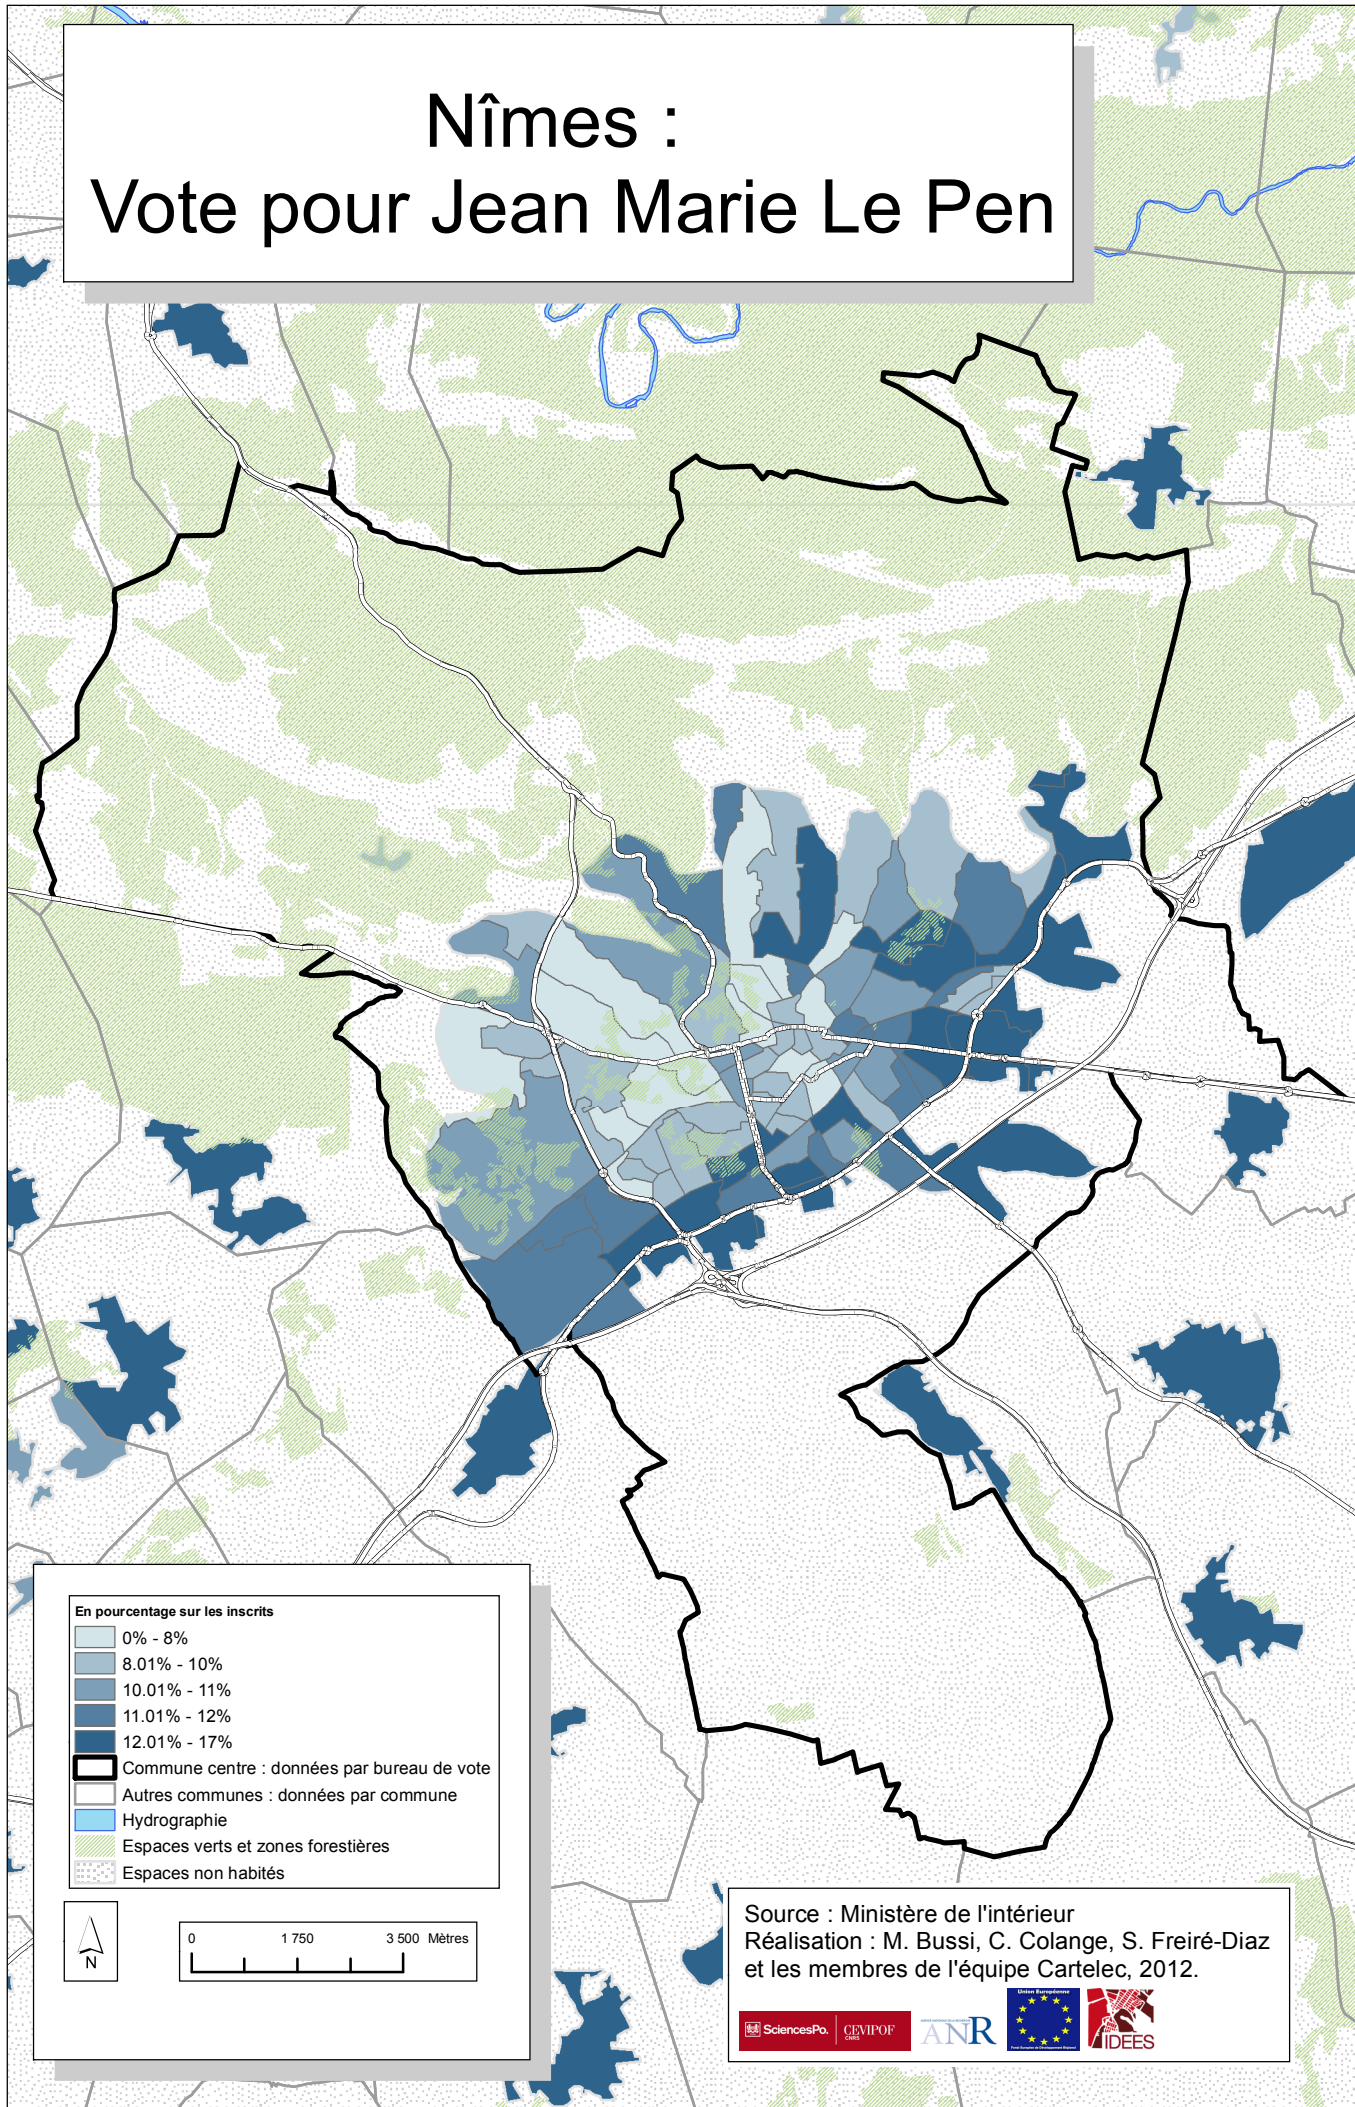 Nîmes :
Vote pour Jean Marie Le Pen
En pourcentage sur les inscrits
0% - 8%
8.01% - 10%
10.01% - 11%
11.01% - 12%
12.01% - 17%
Commune centre : données par bureau de vote
Autres communes : données par commune
Hydrographie
Espaces verts et zones forestières
Espaces non habités
N
0 1 750 3 500 Mètres
Source : Ministère de l'intérieur
Réalisation : M. Bussi, C. Colange, S. Freiré-Diaz
et les membres de l'équipe Cartelec, 2012.
SciencesPo. CEVIPOF
CNRS
ANR
Union Européenne
IDEES